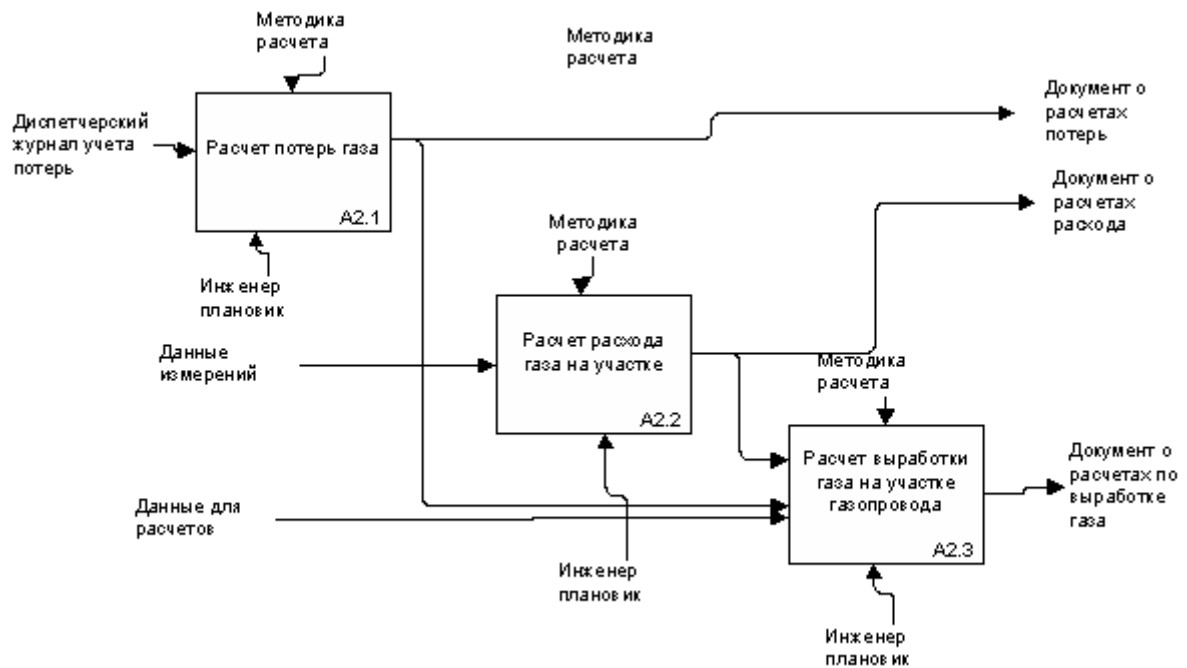 Методика
расчета
Методика
расчета
Диспетчерский
журнал учета
потерь
Расчет потерь газа
A2.1
Документ о
расчетах
потерь
Документ о
расчетах
расхода
Инженер
плановик
Методика
расчета
Данные
измерений
Расчет расхода
газа на участке
A2.2
Методика
расчета
Данные для
расчетов
Расчет выработки
газа на участке
газопровода
A2.3
Документ о
расчетах по
выработке
газа
Инженер
плановик
Инженер
плановик